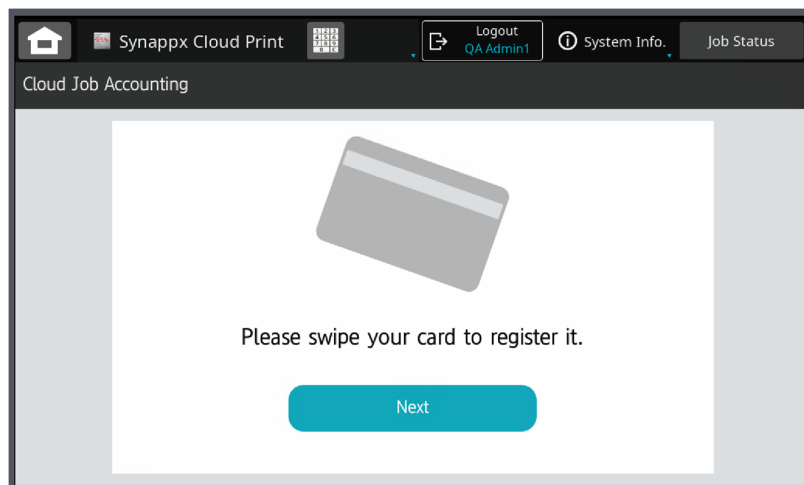 Synappx Cloud Print
Logout
QA Admin1
System Info.
Job Status
Cloud Job Accounting
Please swipe your card to register it.
Next